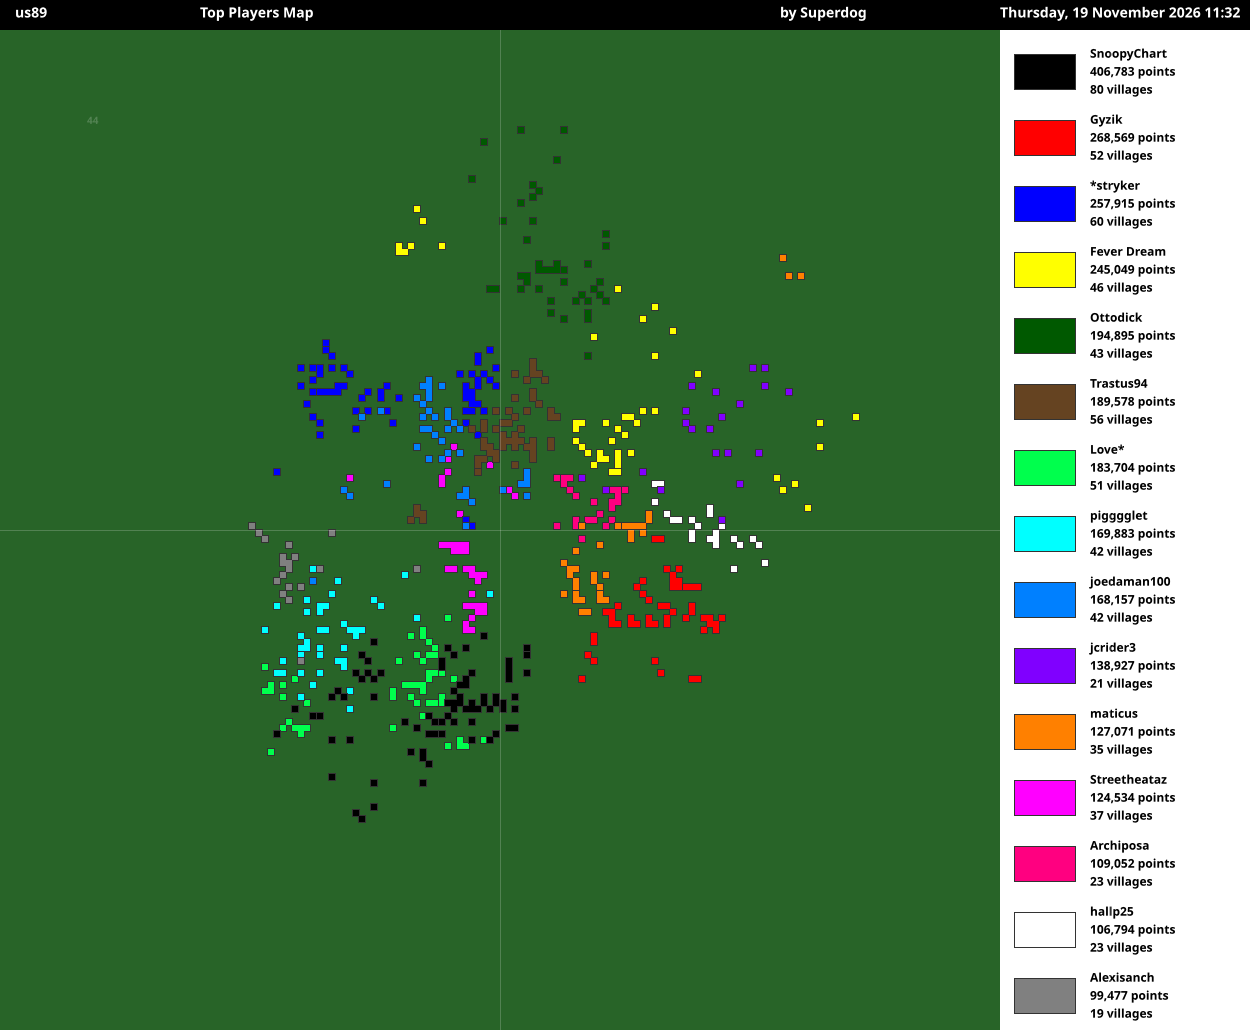 us89 Top Players Map by Superdog Thursday, 19 November 2026 11:32
44
SnoopyChart
406,783 points
80 villages
Gyzik
268,569 points
52 villages
*stryker
257,915 points
60 villages
Fever Dream
245,049 points
46 villages
Ottodick
194,895 points
43 villages
Trastus94
189,578 points
56 villages
Love*
183,704 points
51 villages
pigggglet
169,883 points
42 villages
joedaman100
168,157 points
42 villages
jcrider3
138,927 points
21 villages
maticus
127,071 points
35 villages
Streetheataz
124,534 points
37 villages
Archiposa
109,052 points
23 villages
hallp25
106,794 points
23 villages
Alexisanch
99,477 points
19 villages